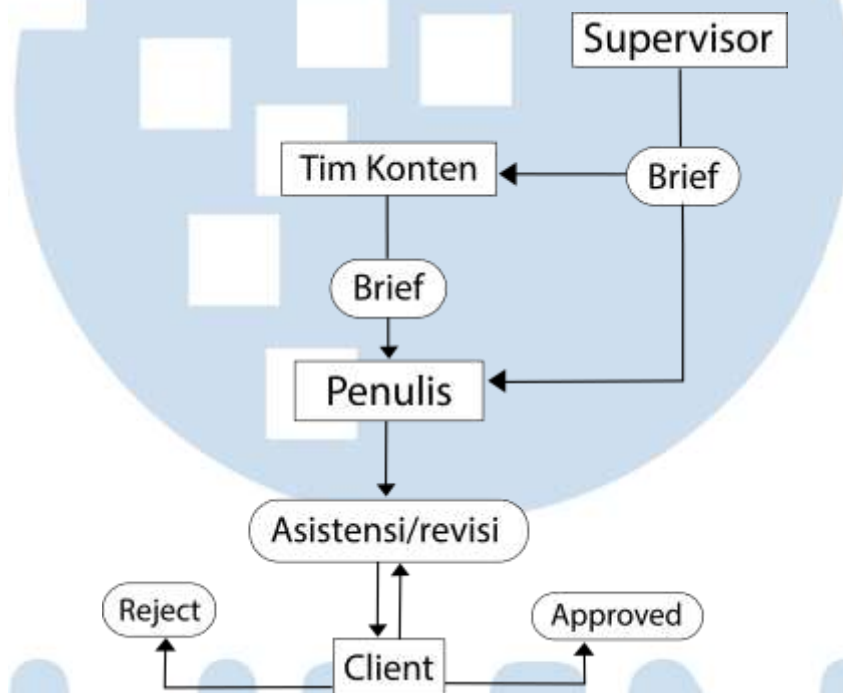 Supervisor
Tim Konten
Brief
Brief
Penulis
Asistensi/revisi
Reject
Approved
Client